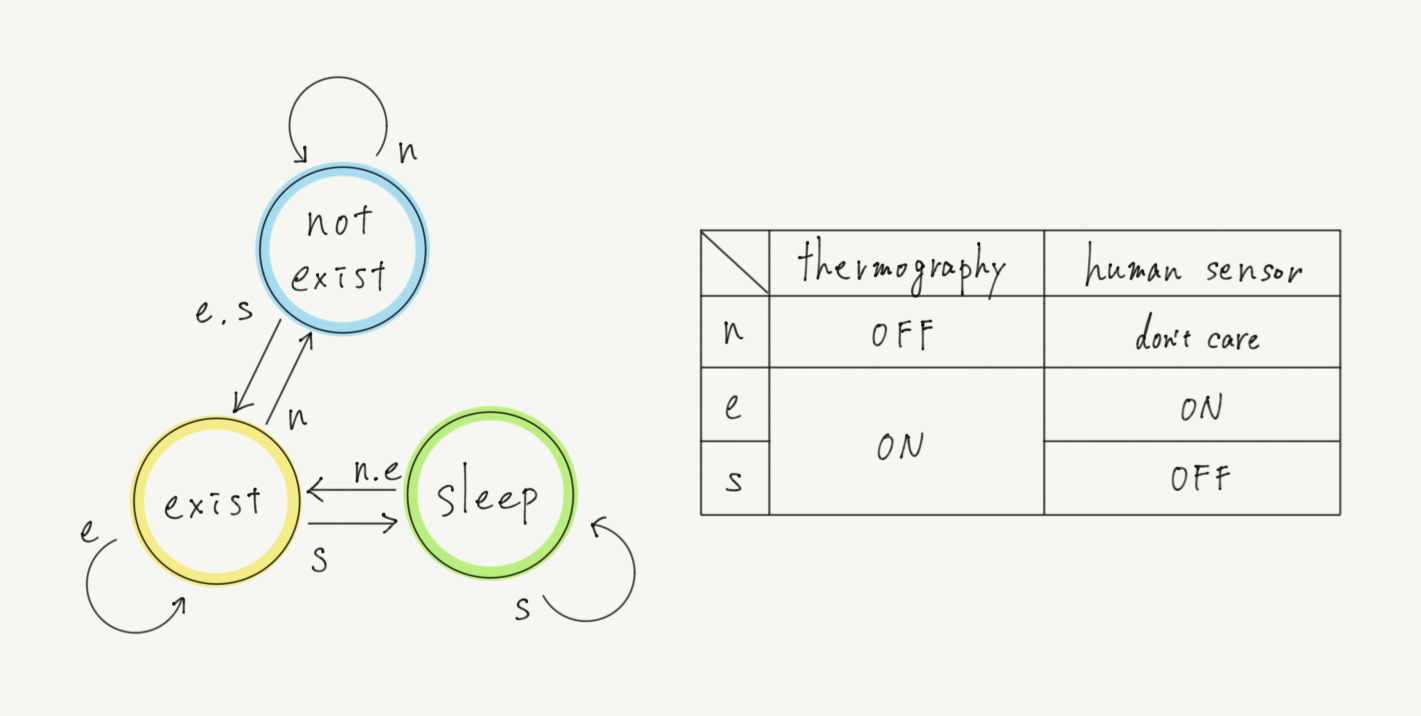 n
not
exist
e.s
n
n.e
exist
sleep
e
s
s
thermography human sensor
n OFF don't care
e ON
ON
s OFF